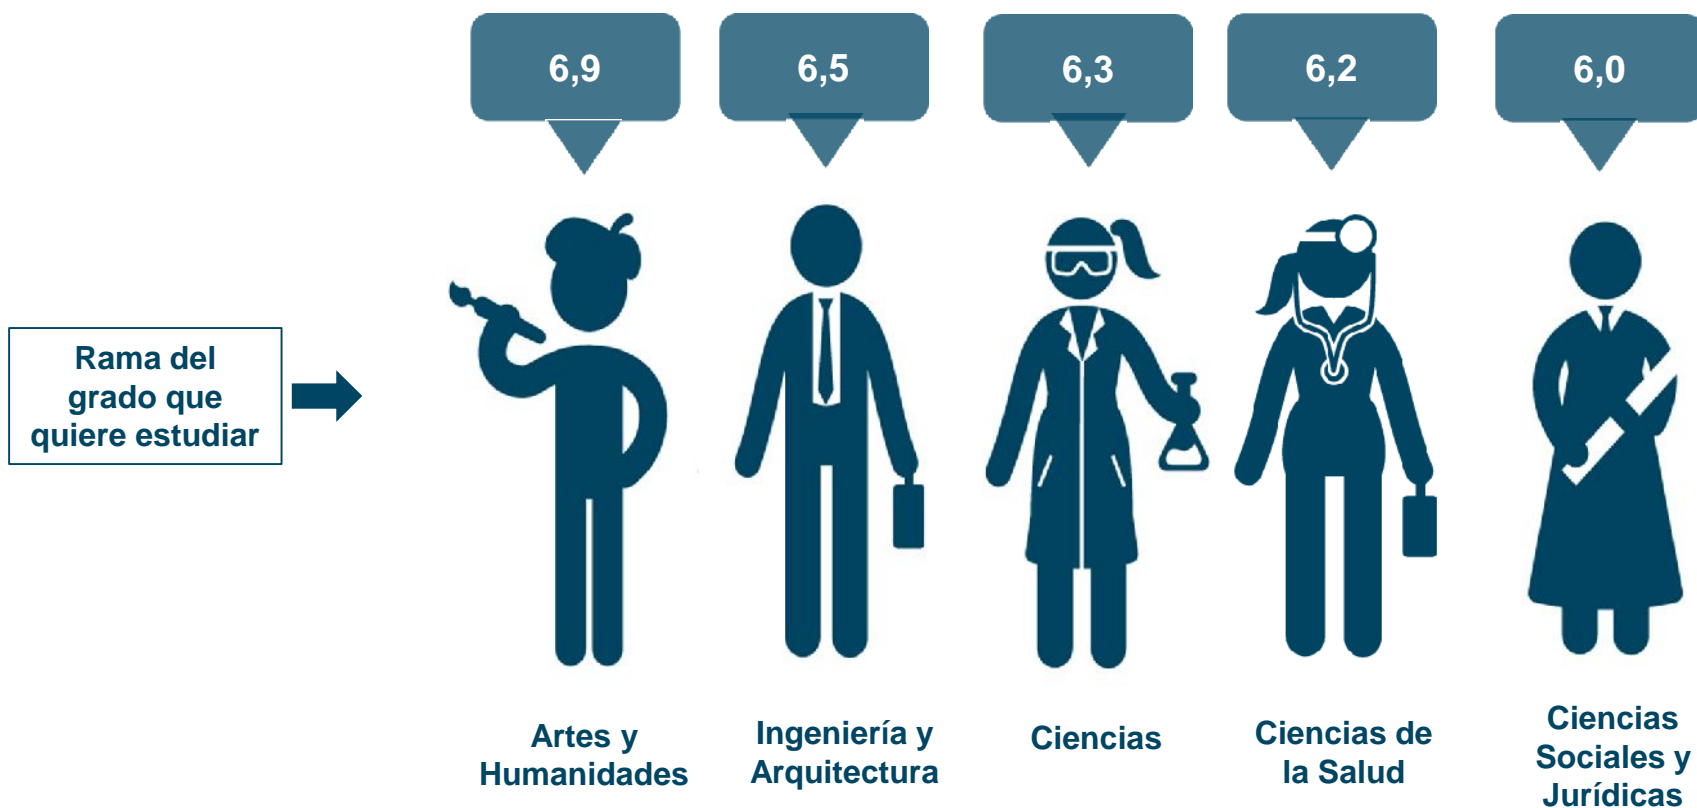 6,9
6,5
6,3
6,2
6,0
Rama del
grado que
quiere estudiar
Artes y
Humanidades
Ingeniería y
Arquitectura
Ciencias
Ciencias de
la Salud
Ciencias
Sociales y
Jurídicas